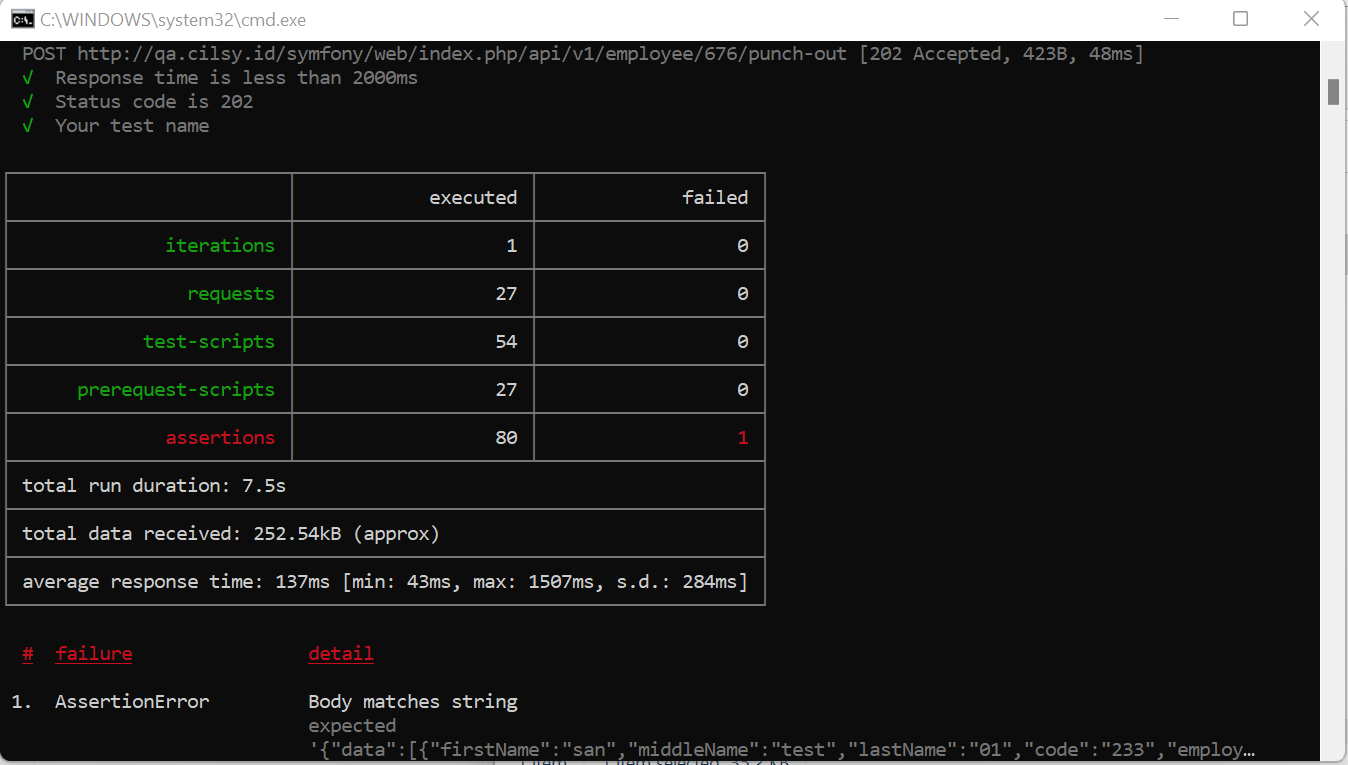 C:\WINDOWS\system32\cmd.exe
POST http://qa.cilsy.id/symfony/web/index.php/api/v1/employee/676/punch-out [202 Accepted, 423B, 48ms]
√ Response time is less than 2000ms
√ Status code is 202
√ Your test name
executed failed
iterations 1 0
requests 27 0
test-scripts 54 0
prerequest-scripts 27 0
assertions 80 1
total run duration: 7.5s
total data received: 252.54kB (approx)
average response time: 137ms [min: 43ms, max: 1507ms, s.d.: 284ms]
# failure detail
1. AssertionError Body matches string
expected
'{"data":[{"firstName":"san","middleName":"test","lastName":"01","code":"233","employ…